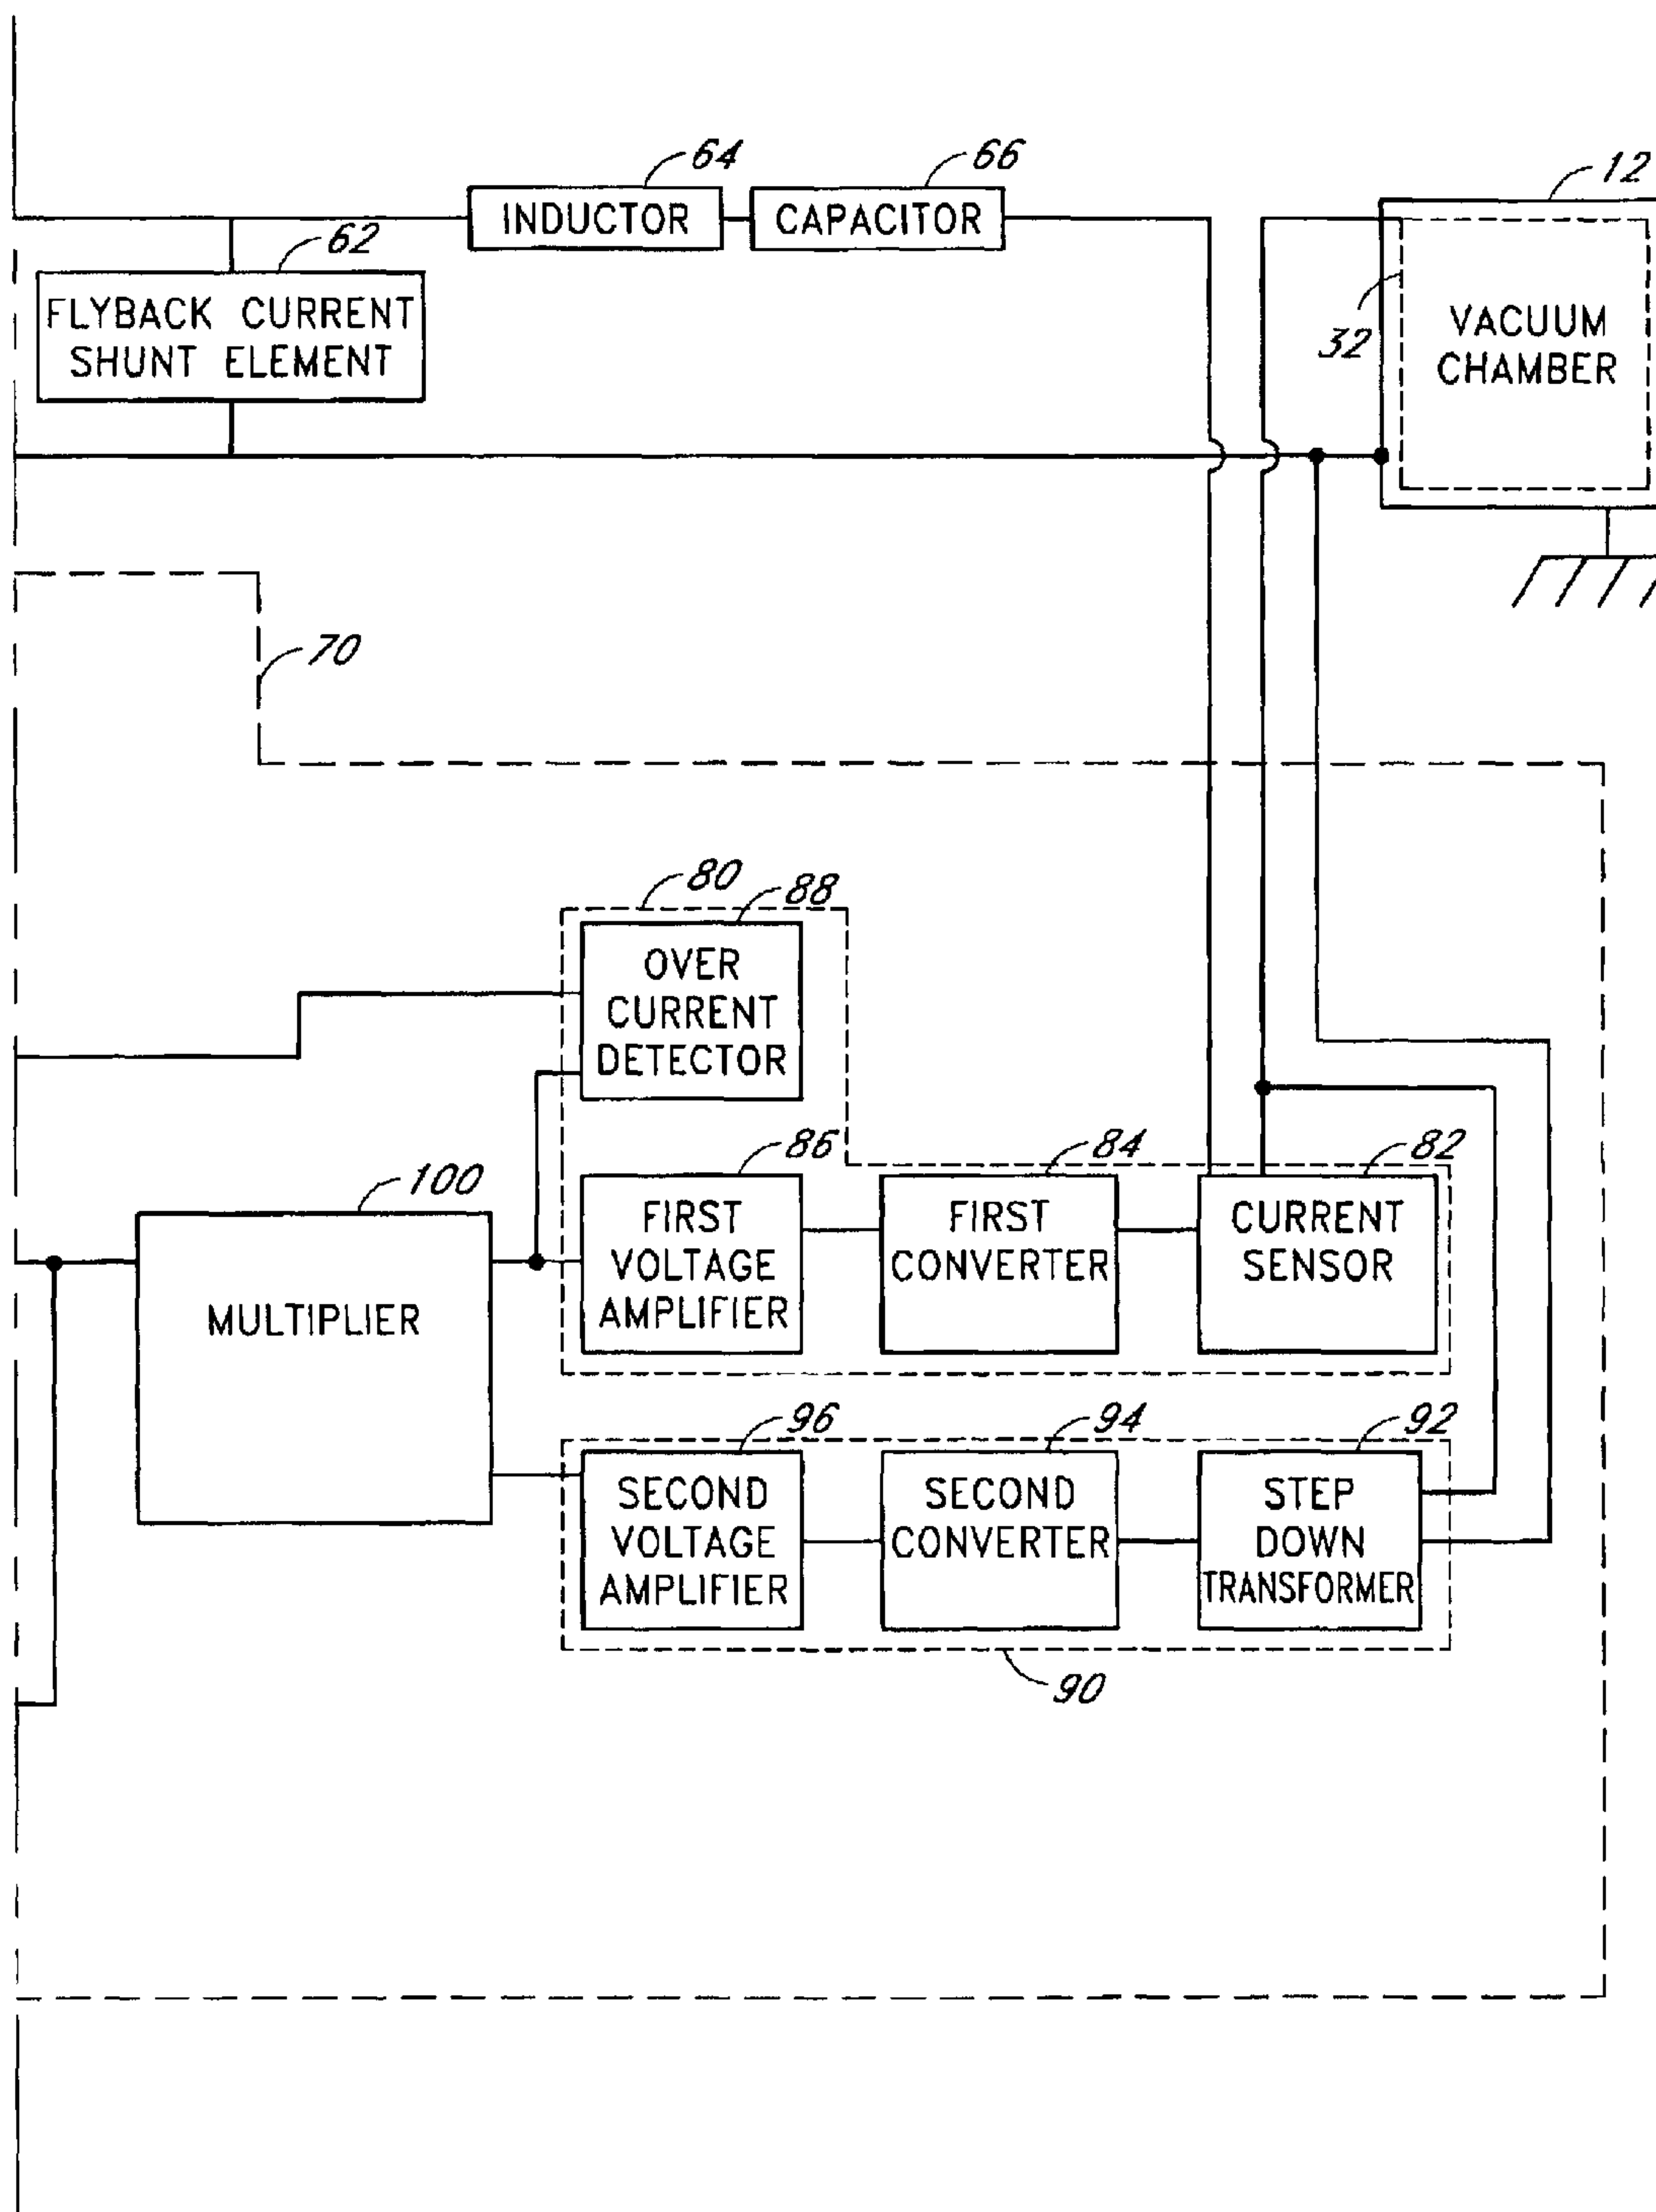 64
66
12
INDUCTOR
CAPACITOR
62
FLYBACK CURRENT
SHUNT ELEMENT
32
VACUUM
CHAMBER
70
80
88
OVER
CURRENT
DETECTOR
86
84
82
100
FIRST
VOLTAGE
AMPLIFIER
FIRST
CONVERTER
CURRENT
SENSOR
MULTIPLIER
96
94
92
SECOND
VOLTAGE
AMPLIFIER
SECOND
CONVERTER
STEP
DOWN
TRANSFORMER
90